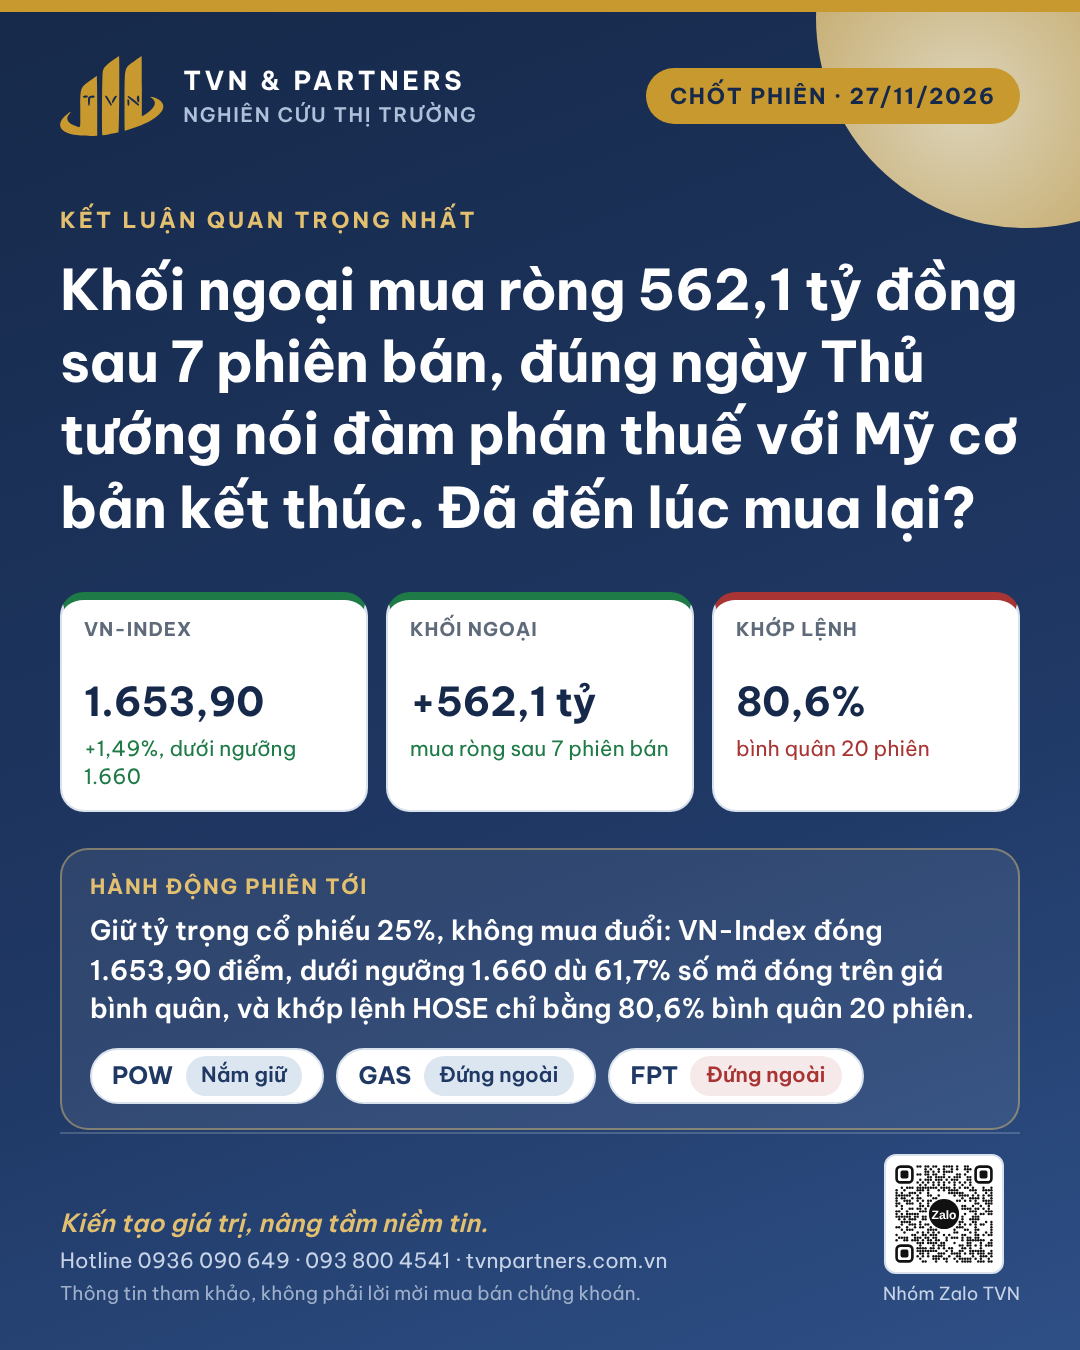 TVN
TVN & PARTNERS
NGHIÊN CỨU THỊ TRƯỜNG
CHỐT PHIÊN · 27/11/2026
KẾT LUẬN QUAN TRỌNG NHẤT
Khối ngoại mua ròng 562,1 tỷ đồng
sau 7 phiên bán, đúng ngày Thủ
tướng nói đàm phán thuế với Mỹ cơ
bản kết thúc. Đã đến lúc mua lại?
VN-INDEX
1.653,90
+1,49%, dưới ngưỡng
1.660
KHỐI NGOẠI
+562,1 tỷ
mua ròng sau 7 phiên bán
KHỚP LỆNH
80,6%
bình quân 20 phiên
HÀNH ĐỘNG PHIÊN TỚI
Giữ tỷ trọng cổ phiếu 25%, không mua đuổi: VN-Index đóng
1.653,90 điểm, dưới ngưỡng 1.660 dù 61,7% số mã đóng trên giá
bình quân, và khớp lệnh HOSE chỉ bằng 80,6% bình quân 20 phiên.
POW Nắm giữ
GAS Đứng ngoài
FPT Đứng ngoài
Kiến tạo giá trị, nâng tầm niềm tin.
Hotline 0936 090 649 · 093 800 4541 · tvnpartners.com.vn
Thông tin tham khảo, không phải lời mời mua bán chứng khoán.
Zalo
Nhóm Zalo TVN